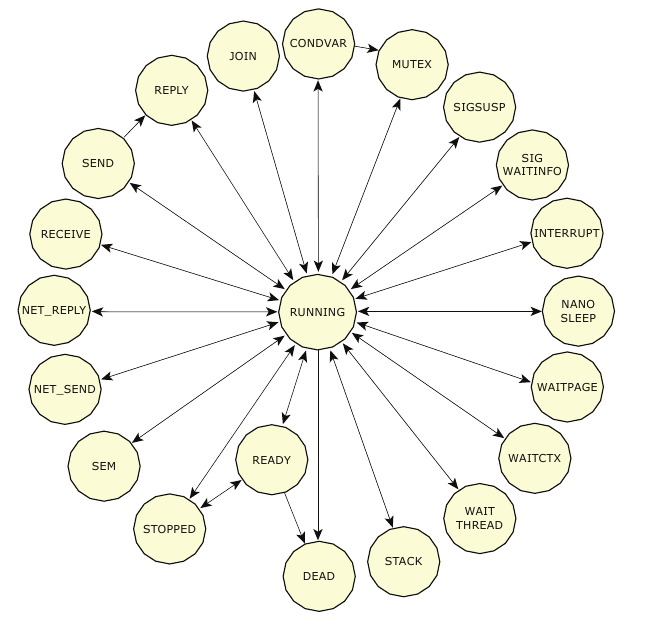 CONDVAR
JOIN
MUTEX
REPLY
SIGSUSP
SEND
SIG
WAITINFO
RECEIVE
INTERRUPT
NET_REPLY
RUNNING
NANO
SLEEP
NET_SEND
WAITPAGE
SEM
READY
WAITCTX
STOPPED
WAIT
THREAD
DEAD
STACK